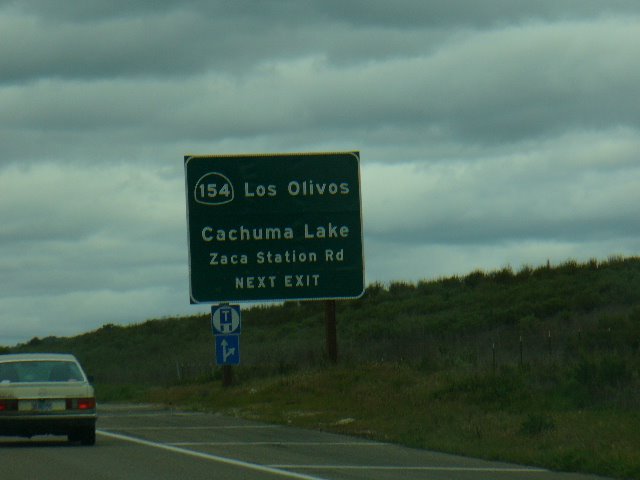 154 Los Olivos
Cachuma Lake
Zaca Station Rd
NEXT EXIT
T